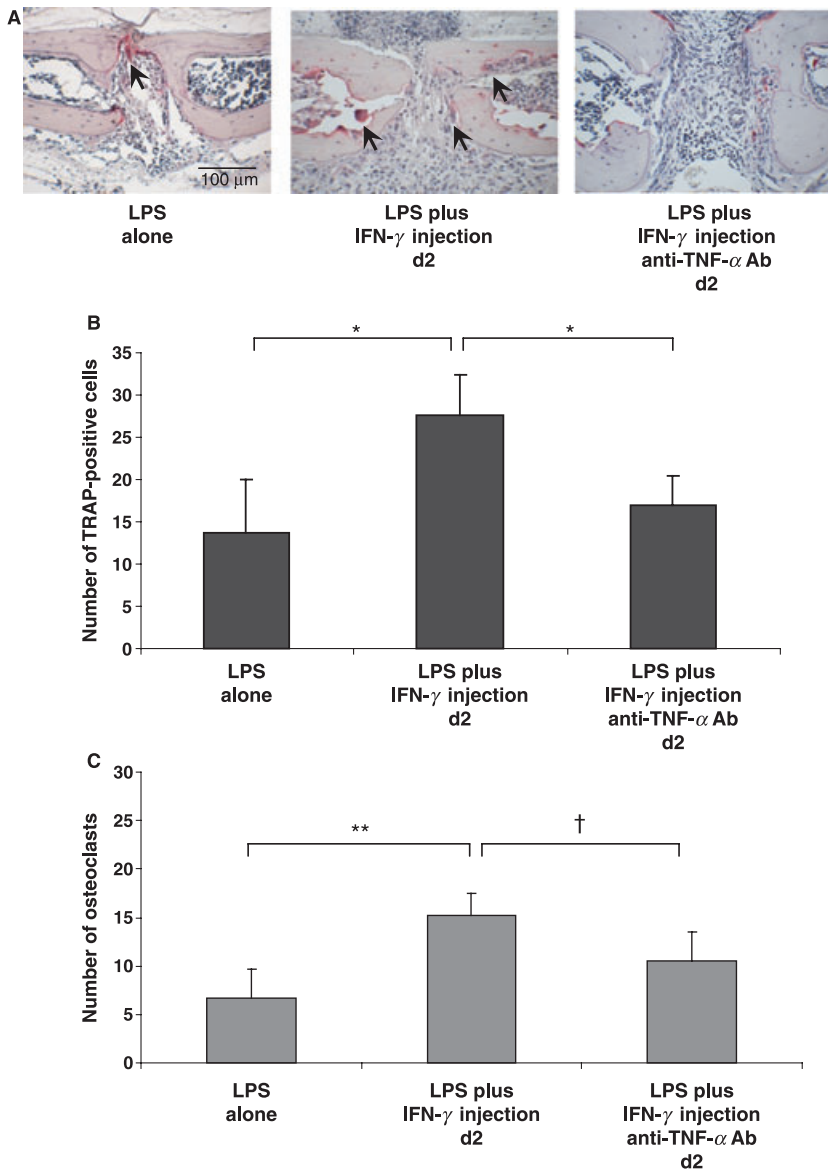 A
100 μm
LPS
alone
LPS plus
IFN-γ injection
d2
LPS plus
IFN-γ injection
anti-TNF-α Ab
d2
B
*
*
Number of TRAP-positive cells
35
30
25
20
15
10
5
0
LPS
alone
LPS plus
IFN-γ injection
d2
LPS plus
IFN-γ injection
anti-TNF-α Ab
d2
C
**
†
Number of osteoclasts
30
25
20
15
10
5
0
LPS
alone
LPS plus
IFN-γ injection
d2
LPS plus
IFN-γ injection
anti-TNF-α Ab
d2